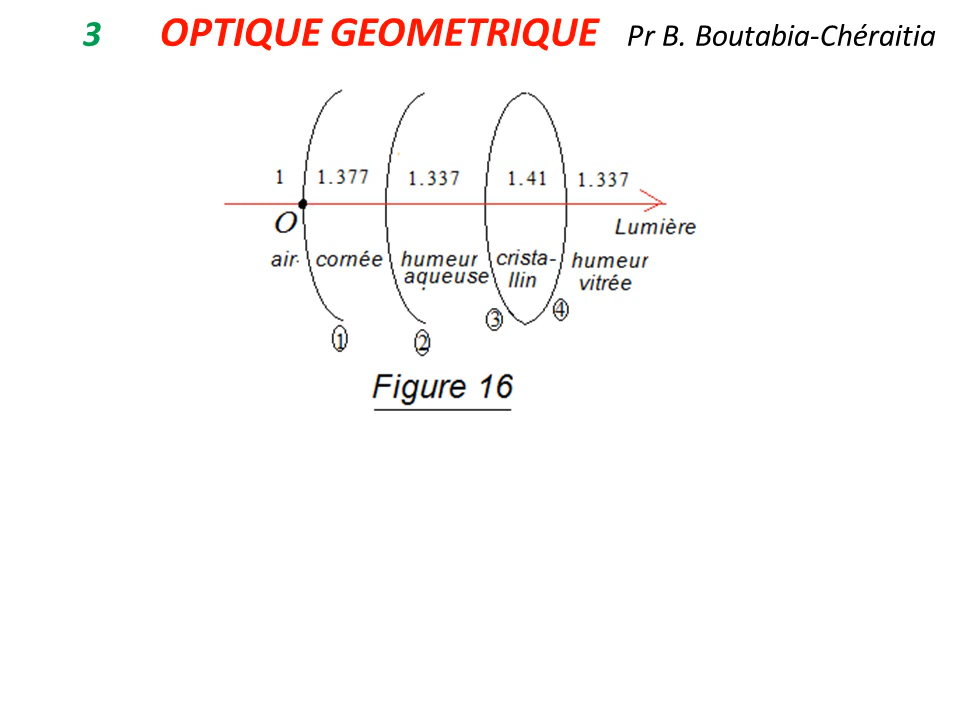 3 OPTIQUE GEOMETRIQUE Pr B. Boutabia-Chéraitia
1 1.377 1.337 1.41 1.337
O
Lumière
air cornée humeur aqueuse crista-llin humeur vitrée
1 2 3 4
Figure 16